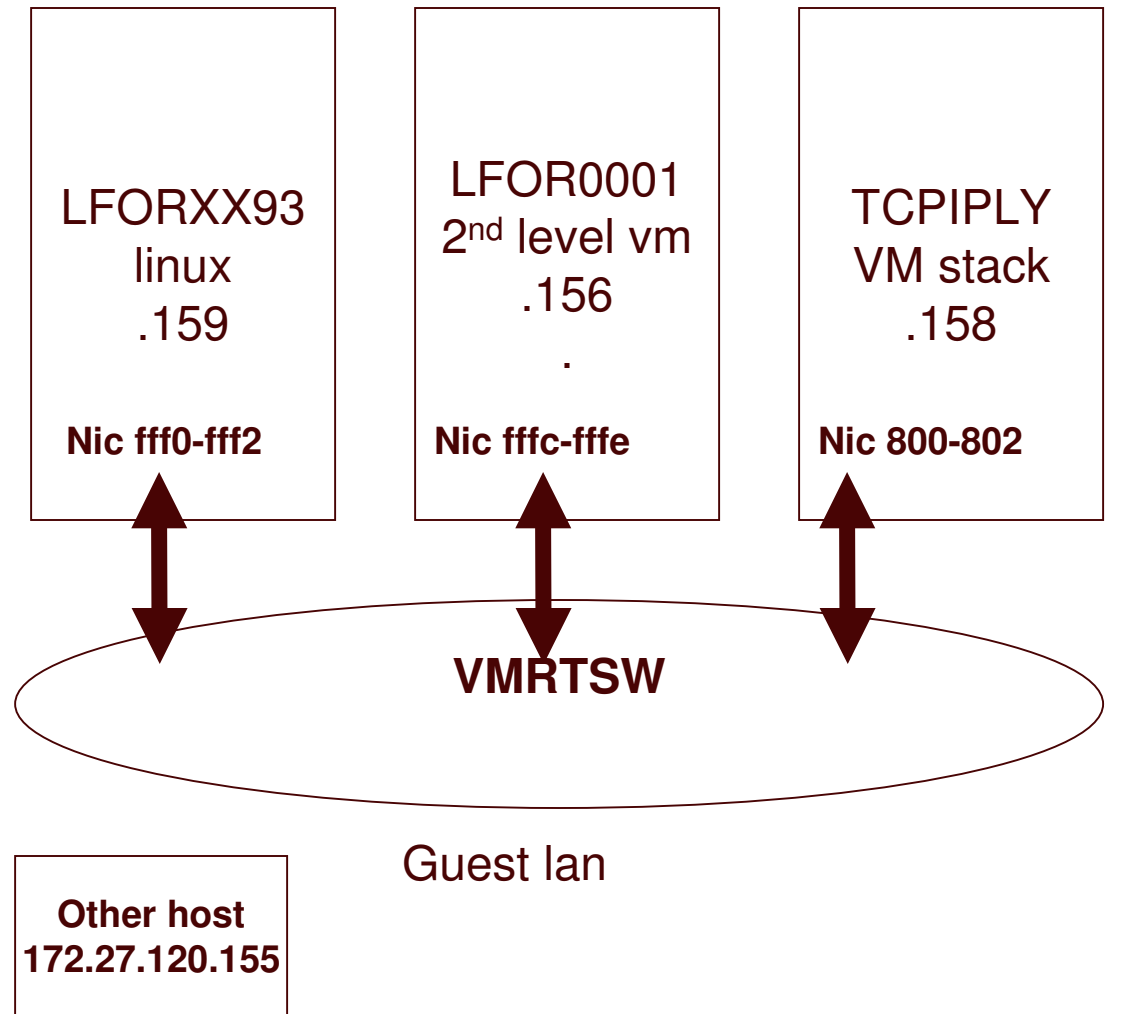 LFORXX93
linux
.159
Nic fff0-fff2
LFOR0001
2nd level vm
.156
.
Nic fffc-fffe
TCPIPLY
VM stack
.158
Nic 800-802
VMRTSW
Guest lan
Other host
172.27.120.155